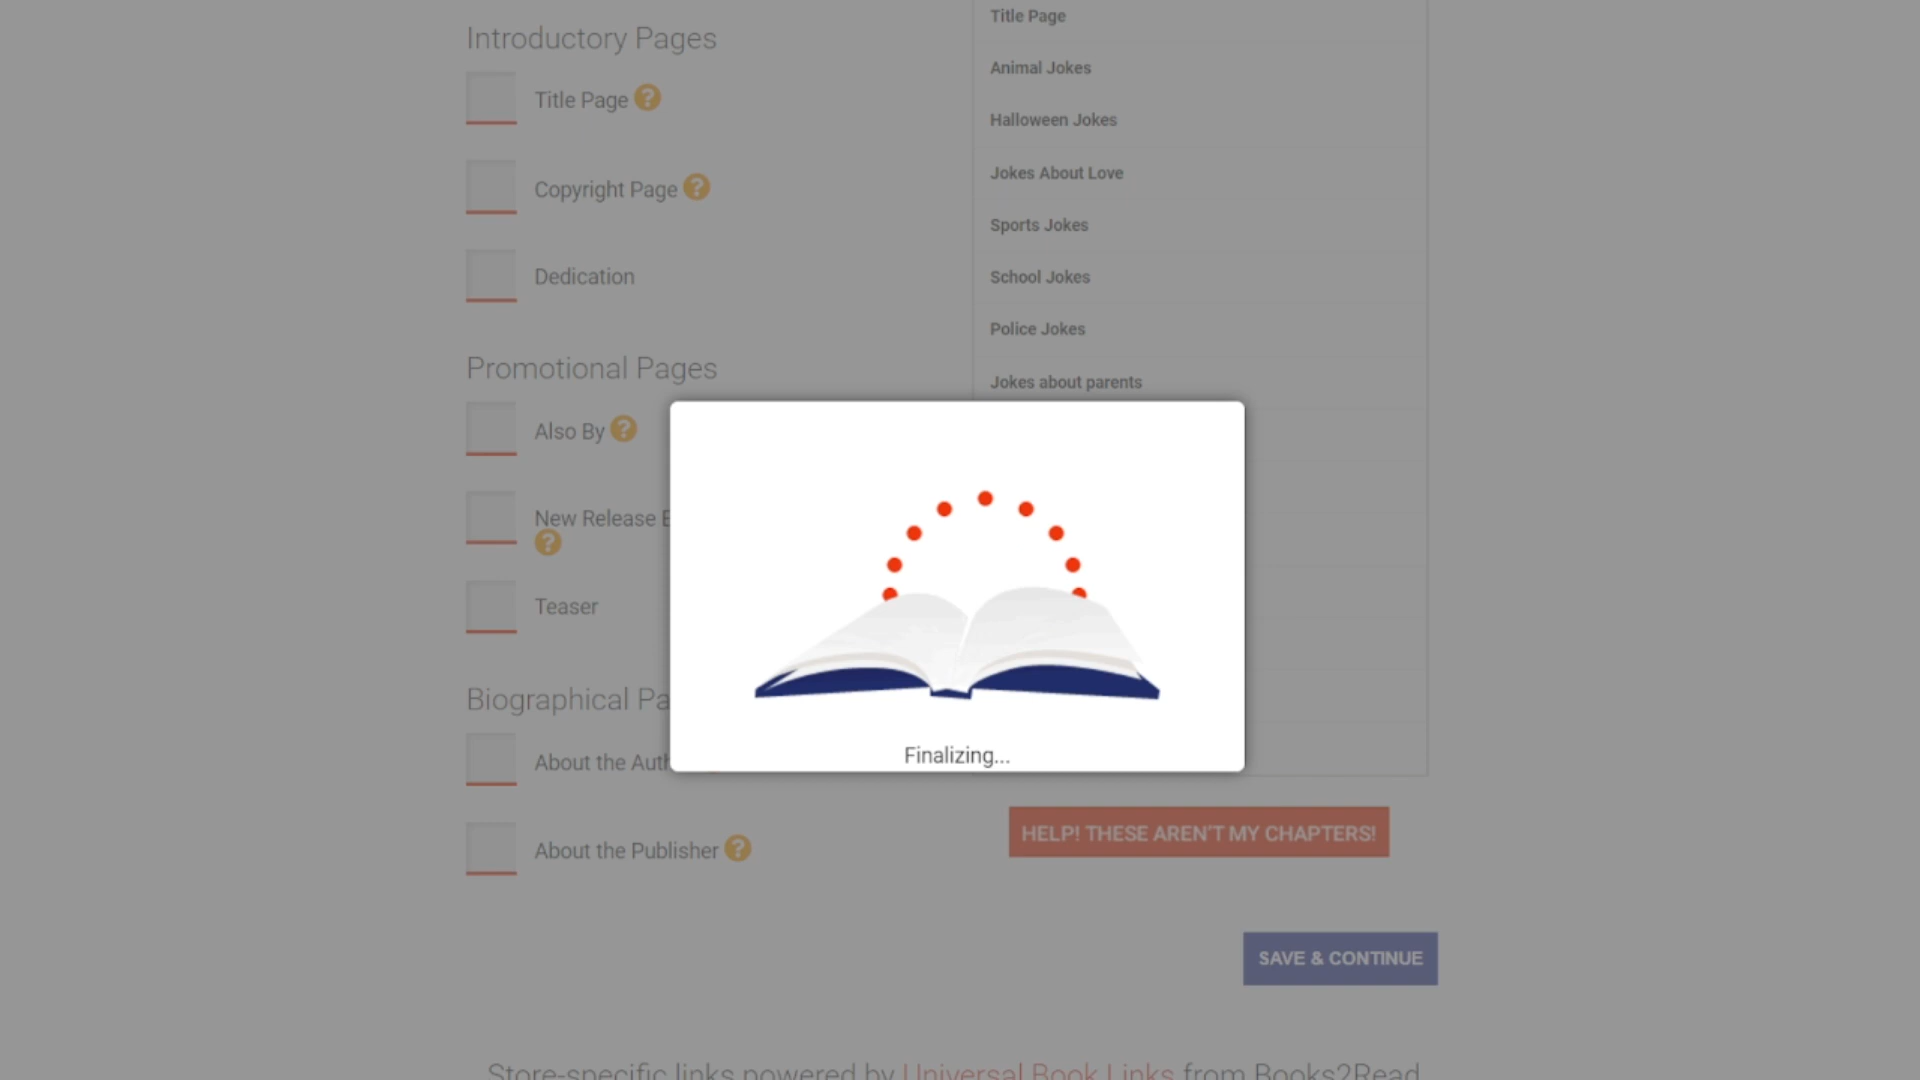 Introductory Pages
Title Page ?
Copyright Page ?
Dedication
Promotional Pages
Also By ?
New Release
?
Teaser
Biographical
About the
About the Publisher ?
Title Page
Animal Jokes
Halloween Jokes
Jokes About Love
Sports Jokes
School Jokes
Police Jokes
Jokes about parents
Finalizing...
HELP! THESE AREN'T MY CHAPTERS!
SAVE & CONTINUE
Store-specific links powered by Universal Book Links from Books2Read